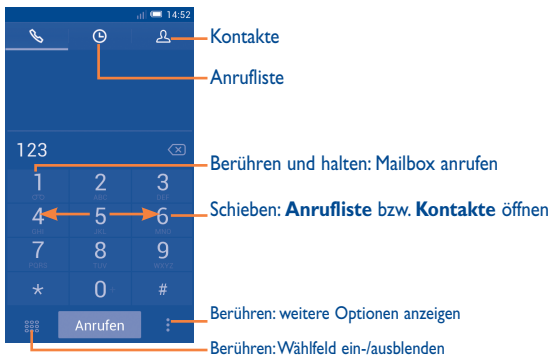 14:52
Kontakte
Anrufliste
123
Berühren und halten: Mailbox anrufen
1 2 3
ABC DEF
Schieben: Anrufliste bzw. Kontakte öffnen
4 5 6
GHI JKL MNO
7 8 9
PQRS TUV WXYZ
* 0 #
+
Berühren: weitere Optionen anzeigen
Anrufen
Berühren: Wählfeld ein-/ausblenden